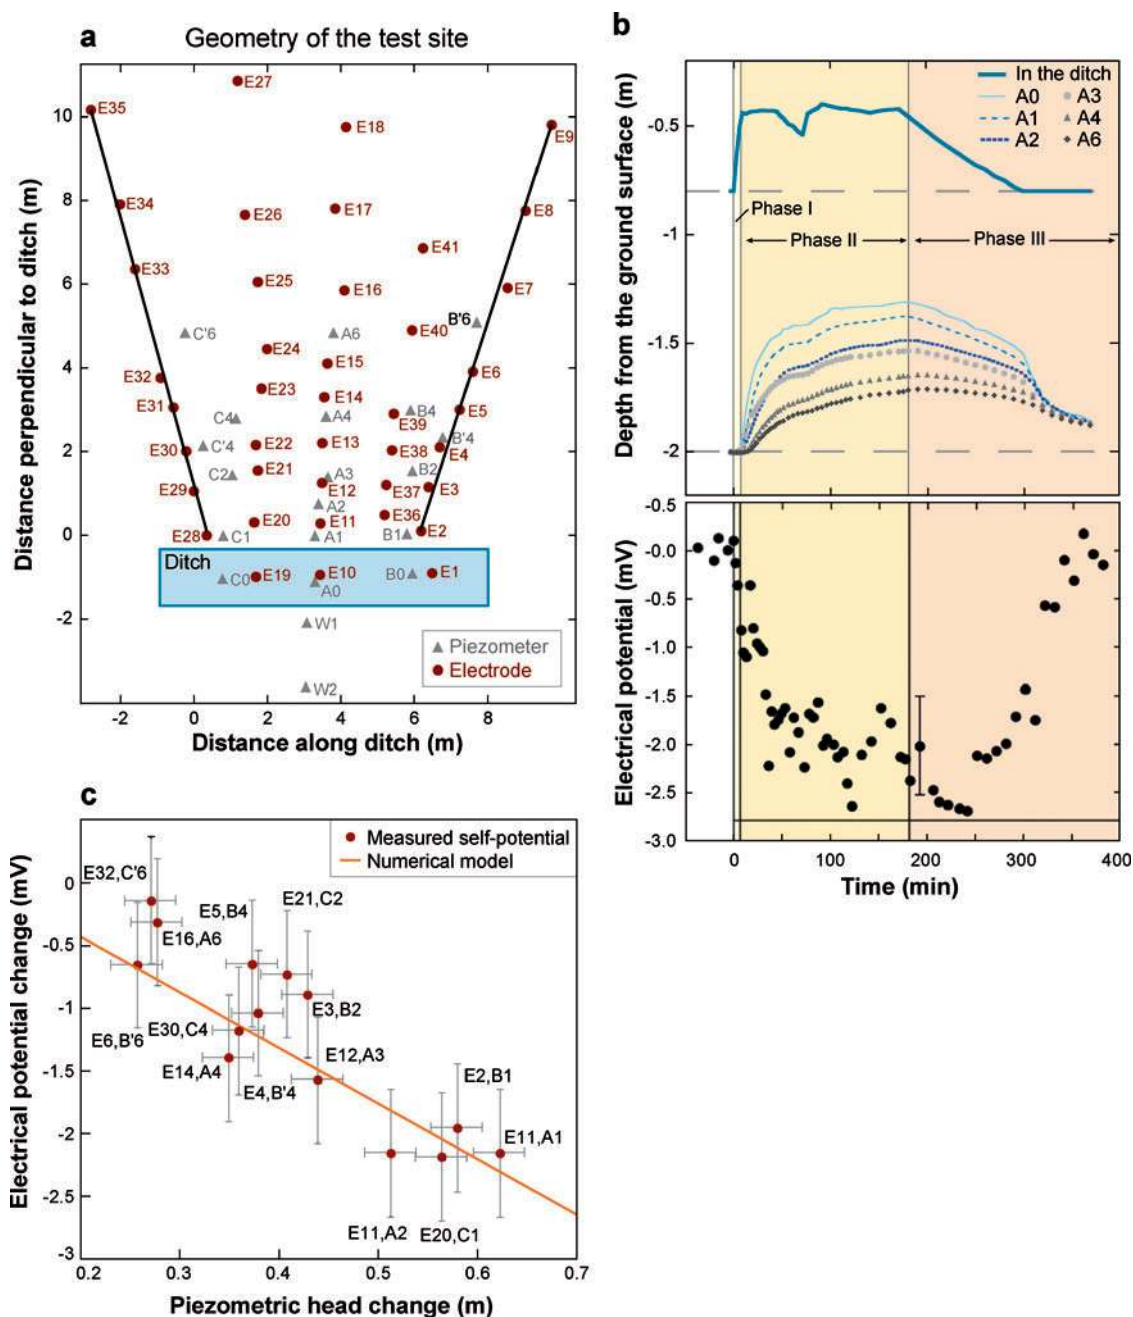 a
Geometry of the test site
Distance perpendicular to ditch (m)
10
8
6
4
2
0
-2
-2
0
2
4
6
8
Distance along ditch (m)
E27
E35
E18
E9
E34
E26
E17
E8
E41
E33
E25
E16
E7
C'6
A6
E40
B'6
E24
E15
E32
E23
E14
E6
E31
C4
A4
E39
B4
E5
E30
C'4
E22
E13
E38
B'4
E4
C2
E21
A3
B2
E29
E12
E37
E3
A2
E20
E11
E36
E28
C1
A1
B1
E2
Ditch
C0
E19
E10
B0
E1
A0
W1
W2
Piezometer
Electrode
b
Depth from the ground surface (m)
-0.5
-1
-1.5
-2
In the ditch
A0
A3
A1
A4
A2
A6
Phase I
Phase II
Phase III
Electrical potential (mV)
-0.5
-0.0
-0.5
-1.0
-1.5
-2.0
-2.5
-3.0
0
100
200
300
400
Time (min)
c
Electrical potential change (mV)
0
-0.5
-1
-1.5
-2
-2.5
-3
0.2
0.3
0.4
0.5
0.6
0.7
Piezometric head change (m)
Measured self-potential
Numerical model
E32,C'6
E5,B4
E21,C2
E16,A6
E3,B2
E6,B'6
E30,C4
E12,A3
E14,A4
E4,B'4
E2,B1
E11,A1
E11,A2
E20,C1